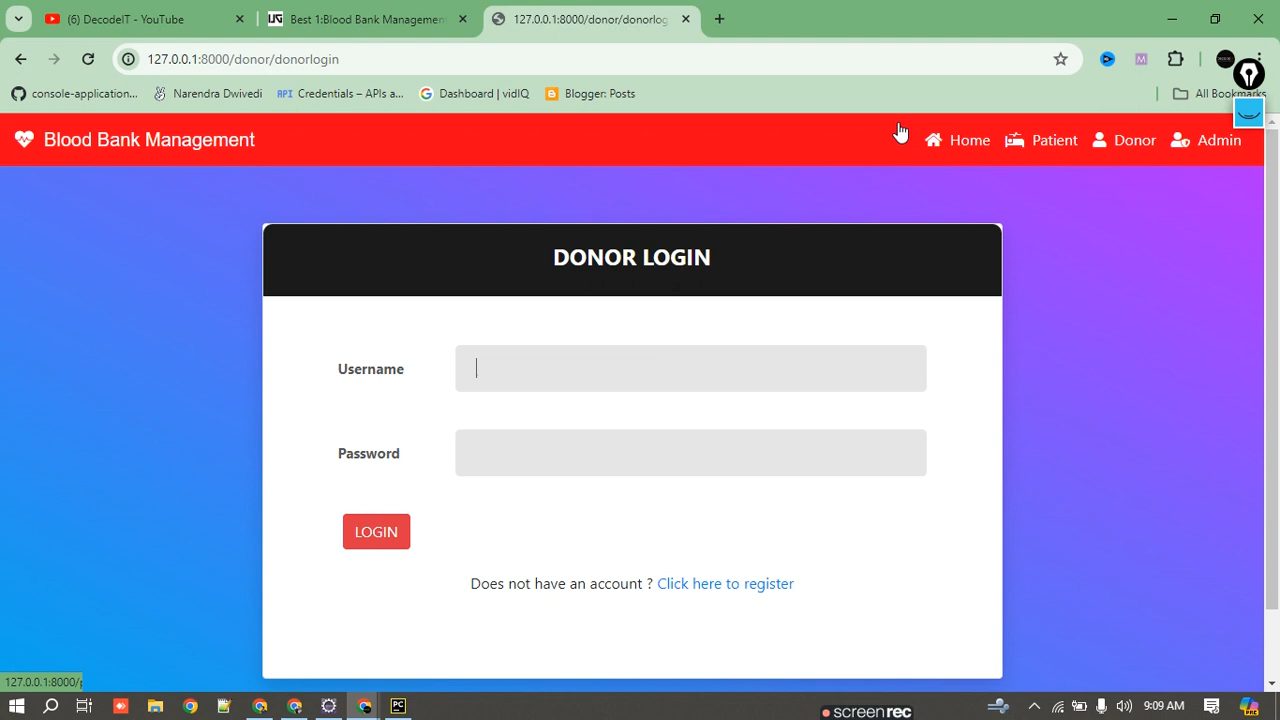 (6) DecodeIT - YouTube
Best 1:Blood Bank Management
127.0.0.1:8000/donor/donorlog
127.0.0.1:8000/donor/donorlogin
console-application...
Narendra Dwivedi
API Credentials – APIs a...
Dashboard | vidIQ
Blogger: Posts
All Bookmarks
Blood Bank Management
Home
Patient
Donor
Admin
DONOR LOGIN
Username
Password
LOGIN
Does not have an account ? Click here to register
127.0.0.1:8000/p
screenrec
9:09 AM